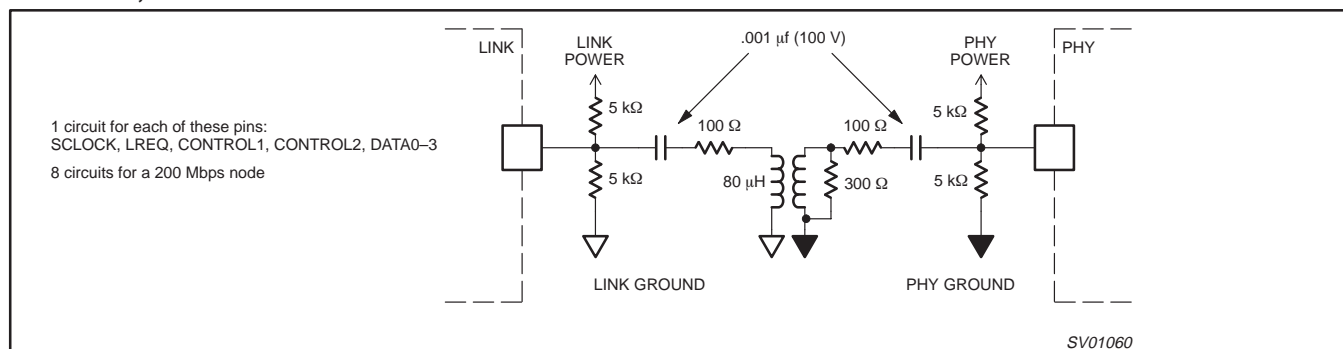 LINK
LINK
POWER
.001 μf (100 V)
PHY
POWER
PHY
5 kΩ
5 kΩ
1 circuit for each of these pins:
SCLOCK, LREQ, CONTROL1, CONTROL2, DATA0–3
8 circuits for a 200 Mbps node
100 Ω
100 Ω
5 kΩ
80 μH
300 Ω
5 kΩ
LINK GROUND
PHY GROUND
SV01060